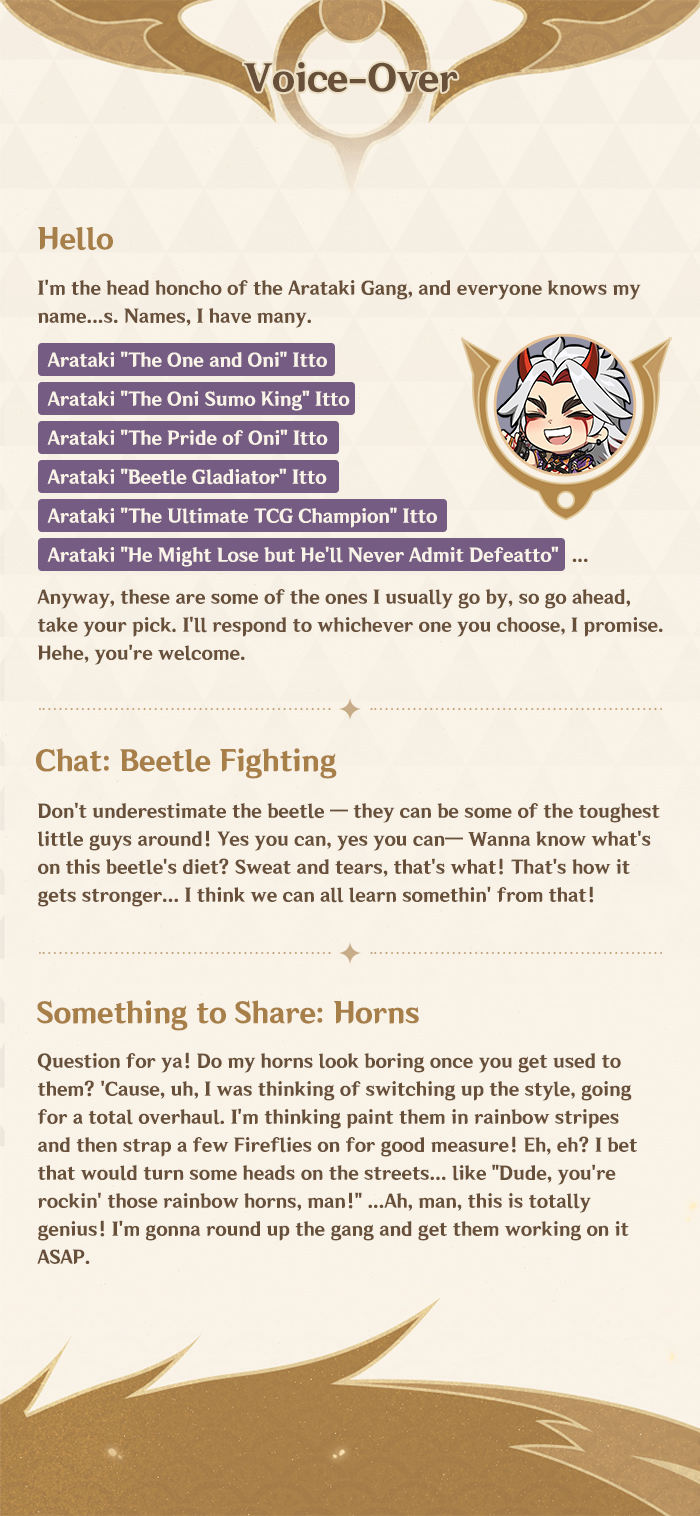 Voice-Over
Hello
I'm the head honcho of the Arataki Gang, and everyone knows my
name...s. Names, I have many.
Arataki "The One and Oni" Itto
Arataki "The Oni Sumo King" Itto
Arataki "The Pride of Oni" Itto
Arataki "Beetle Gladiator" Itto
Arataki "The Ultimate TCG Champion" Itto
Arataki "He Might Lose but He'll Never Admit Defeatto" ...
Anyway, these are some of the ones I usually go by, so go ahead,
take your pick. I'll respond to whichever one you choose, I promise.
Hehe, you're welcome.
Chat: Beetle Fighting
Don't underestimate the beetle — they can be some of the toughest
little guys around! Yes you can, yes you can— Wanna know what's
on this beetle's diet? Sweat and tears, that's what! That's how it
gets stronger... I think we can all learn somethin' from that!
Something to Share: Horns
Question for ya! Do my horns look boring once you get used to
them? 'Cause, uh, I was thinking of switching up the style, going
for a total overhaul. I'm thinking paint them in rainbow stripes
and then strap a few Fireflies on for good measure! Eh, eh? I bet
that would turn some heads on the streets... like "Dude, you're
rockin' those rainbow horns, man!" ...Ah, man, this is totally
genius! I'm gonna round up the gang and get them working on it
ASAP.